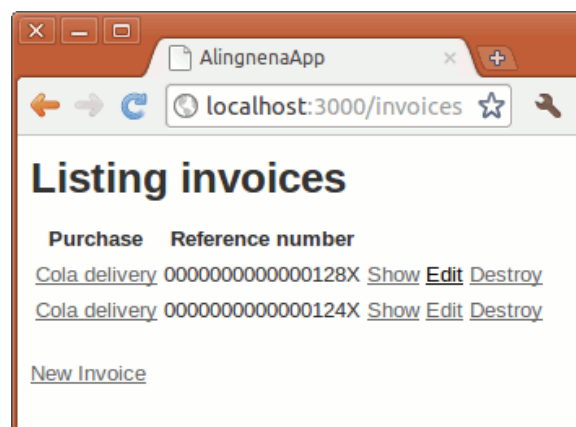 AlingnenaApp
localhost:3000/invoices
Listing invoices
Purchase Reference number
Cola delivery 0000000000000128X Show Edit Destroy
Cola delivery 0000000000000124X Show Edit Destroy
New Invoice